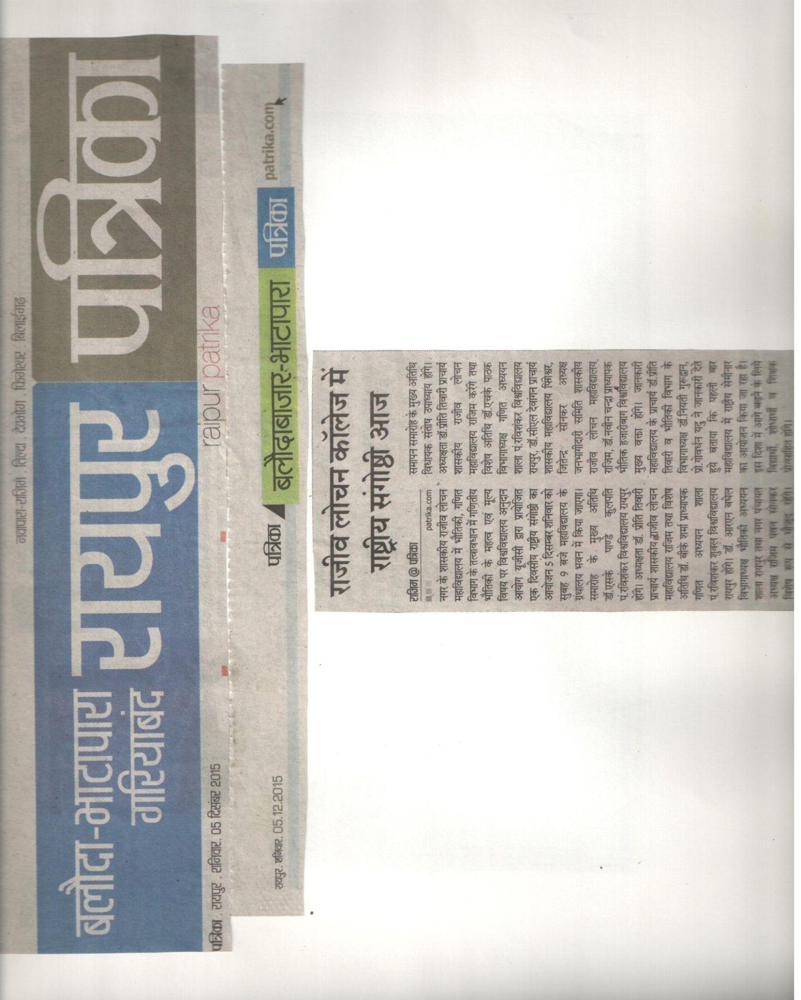 नवापारा-राजिम . तिल्दा . देवभोग . फिंगेश्वर . बिलाईगढ़
बलौदा-भाटापारा
गरियाबंद
रायपुर
पत्रिका
पत्रिका . रायपुर . शनिवार. 05 दिसंबर 2015
raipur patrika
रायपुर. शनिवार. 05.12.2015
पत्रिका
बलौदाबाजार-भाटापारा
पत्रिका
patrika.com
राजीव लोचन कॉलेज में
राष्ट्रीय संगोष्ठी आज
राजिम @ पत्रिका
patrika.com
नगर के शासकीय राजीव लोचन
महाविद्यालय में भौतिकी, गणित
विभाग के तत्वावधान में गणितीय
भौतिकी के महत्व एवं मूल्य
विषय पर विश्वविद्यालय अनुदान
आयोग यूजीसी द्वारा प्रायोजित
एक दिवसीय राष्ट्रीय संगोष्ठी का
आयोजन 5 दिसम्बर शनिवार को
सुबह 9 बजे महाविद्यालय के
ग्रंथालय भवन में किया जाएगा।
समारोह के मुख्य अतिथि
डॉ.एसके पाण्डे कुलपति
पं.रविशंकर विश्वविद्यालय रायपुर
होंगे। अध्यक्षता डॉ. प्रीति तिवारी
प्राचार्य शासकीय राजीव लोचन
महाविद्यालय राजिम तथा विशेष
अतिथि डॉ. बीके शर्मा प्राध्यापक
गणित अध्ययन शाला
पं.रविशंकर शुक्ल विश्वविद्यालय
रायपुर होंगे। डॉ. आरएन बघेल
विभागाध्यक्ष भौतिकी अध्ययन
शाला रायपुर तथा नगर पंचायत
अध्यक्ष राजिम पवन सोनकर
विशेष रूप से मौजूद रहेंगे।
समापन समारोह के मुख्य अतिथि
विधायक संतोष उपाध्याय होंगे।
अध्यक्षता डॉ.प्रीति तिवारी प्राचार्य
शासकीय राजीव लोचन
महाविद्यालय राजिम करेंगे तथा
विशेष अतिथि डॉ.एचके पाठक
विभागाध्यक्ष गणित अध्ययन
शाला पं.रविशंकर विश्वविद्यालय
रायपुर, डॉ.सीएल देवांगन प्राचार्य
शासकीय महाविद्यालय फिंगेश्वर,
जितेन्द्र सोनकर अध्यक्ष
जनभागीदारी समिति शासकीय
राजीव लोचन महाविद्यालय,
राजिम, डॉ.नवीन चन्द्रा प्राध्यापक
भौतिक हजारीबाग विश्वविद्यालय
मुख्य वक्ता होंगे। जानकारी
महाविद्यालय के प्राचार्य डॉ.प्रीति
तिवारी व भौतिकी विभाग के
विभागाध्यक्ष डॉ.नियती गुरूद्वान,
प्रो.गोवर्धन यदु ने जानकारी देते
हुये बताया कि पहली बार
महाविद्यालय में राष्ट्रीय सेमीनार
का आयोजन किया जा रहा है।
इस दिशा में आगे बढ़ने के लिये
विद्यार्थी, शोधार्थी व शिक्षक
प्रोत्साहित होंगे।